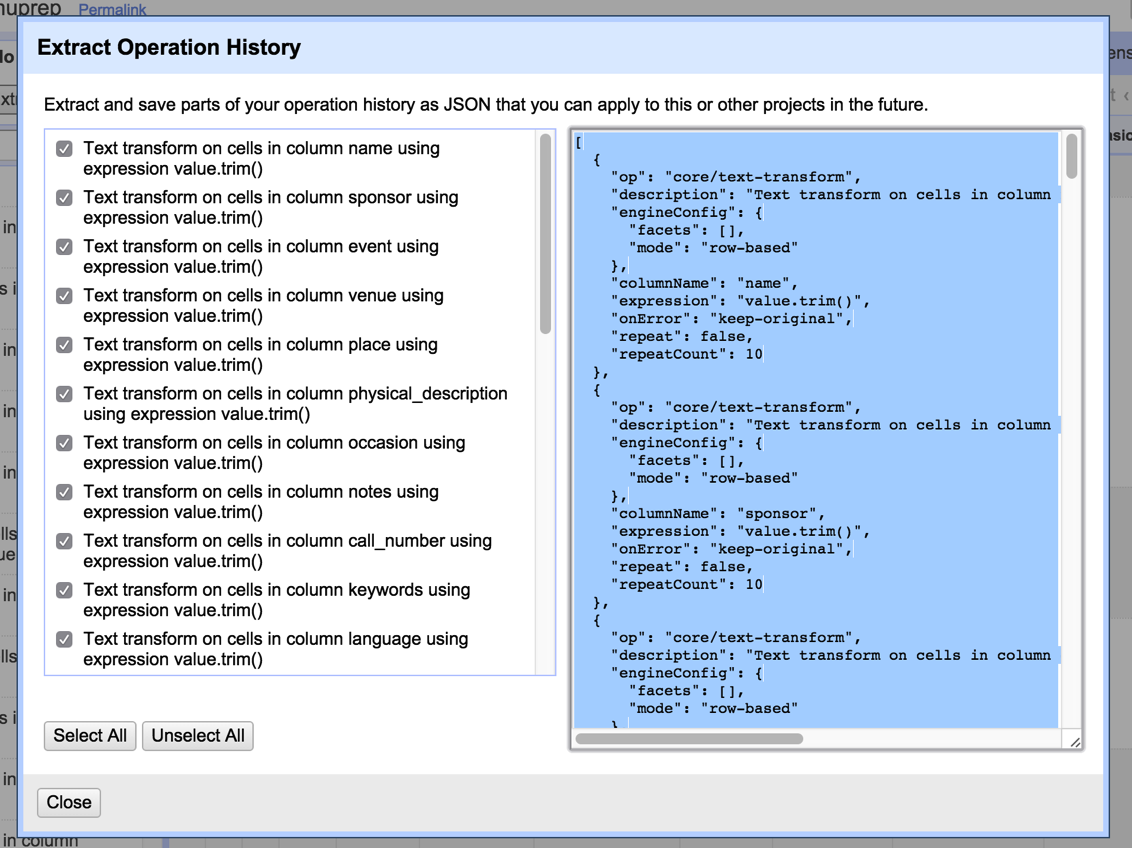 nuprep Permalink
Extract Operation History
Extract and save parts of your operation history as JSON that you can apply to this or other projects in the future.
Text transform on cells in column name using
expression value.trim()
Text transform on cells in column sponsor using
expression value.trim()
Text transform on cells in column event using
expression value.trim()
Text transform on cells in column venue using
expression value.trim()
Text transform on cells in column place using
expression value.trim()
Text transform on cells in column physical_description
using expression value.trim()
Text transform on cells in column occasion using
expression value.trim()
Text transform on cells in column notes using
expression value.trim()
Text transform on cells in column call_number using
expression value.trim()
Text transform on cells in column keywords using
expression value.trim()
Text transform on cells in column language using
expression value.trim()
Select All Unselect All
[
{
"op": "core/text-transform",
"description": "Text transform on cells in column
"engineConfig": {
"facets": [],
"mode": "row-based"
},
"columnName": "name",
"expression": "value.trim()",
"onError": "keep-original",
"repeat": false,
"repeatCount": 10
},
{
"op": "core/text-transform",
"description": "Text transform on cells in column
"engineConfig": {
"facets": [],
"mode": "row-based"
},
"columnName": "sponsor",
"expression": "value.trim()",
"onError": "keep-original",
"repeat": false,
"repeatCount": 10
},
{
"op": "core/text-transform",
"description": "Text transform on cells in column
"engineConfig": {
"facets": [],
"mode": "row-based"
}
Close
in column